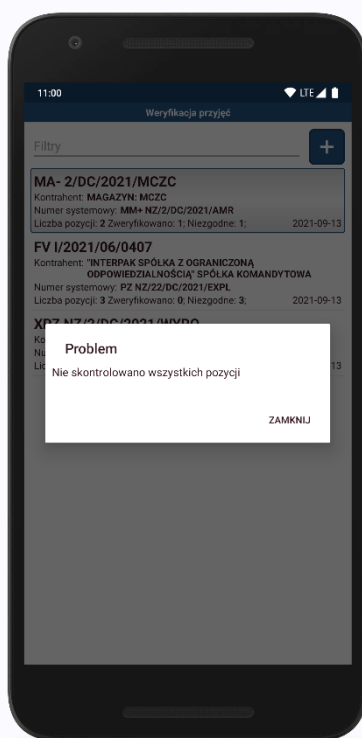 11:00 LTE
Weryfikacja przyjęć
Filtry
+
MA- 2/DC/2021/MCZC
Kontrahent: MAGAZYN: MCZC
Numer systemowy: MM+ NZ/2/DC/2021/AMR
Liczba pozycji: 2 Zweryfikowano: 1; Niezgodne: 1; 2021-09-13
FV I/2021/06/0407
Kontrahent: "INTERPAK SPÓŁKA Z OGRANICZONĄ
ODPOWIEDZIALNOŚCIĄ" SPÓŁKA KOMANDYTOWA
Numer systemowy: PZ NZ/22/DC/2021/EXPL
Liczba pozycji: 3 Zweryfikowano: 0; Niezgodne: 3; 2021-09-13
Problem
Nie skontrolowano wszystkich pozycji
ZAMKNIJ